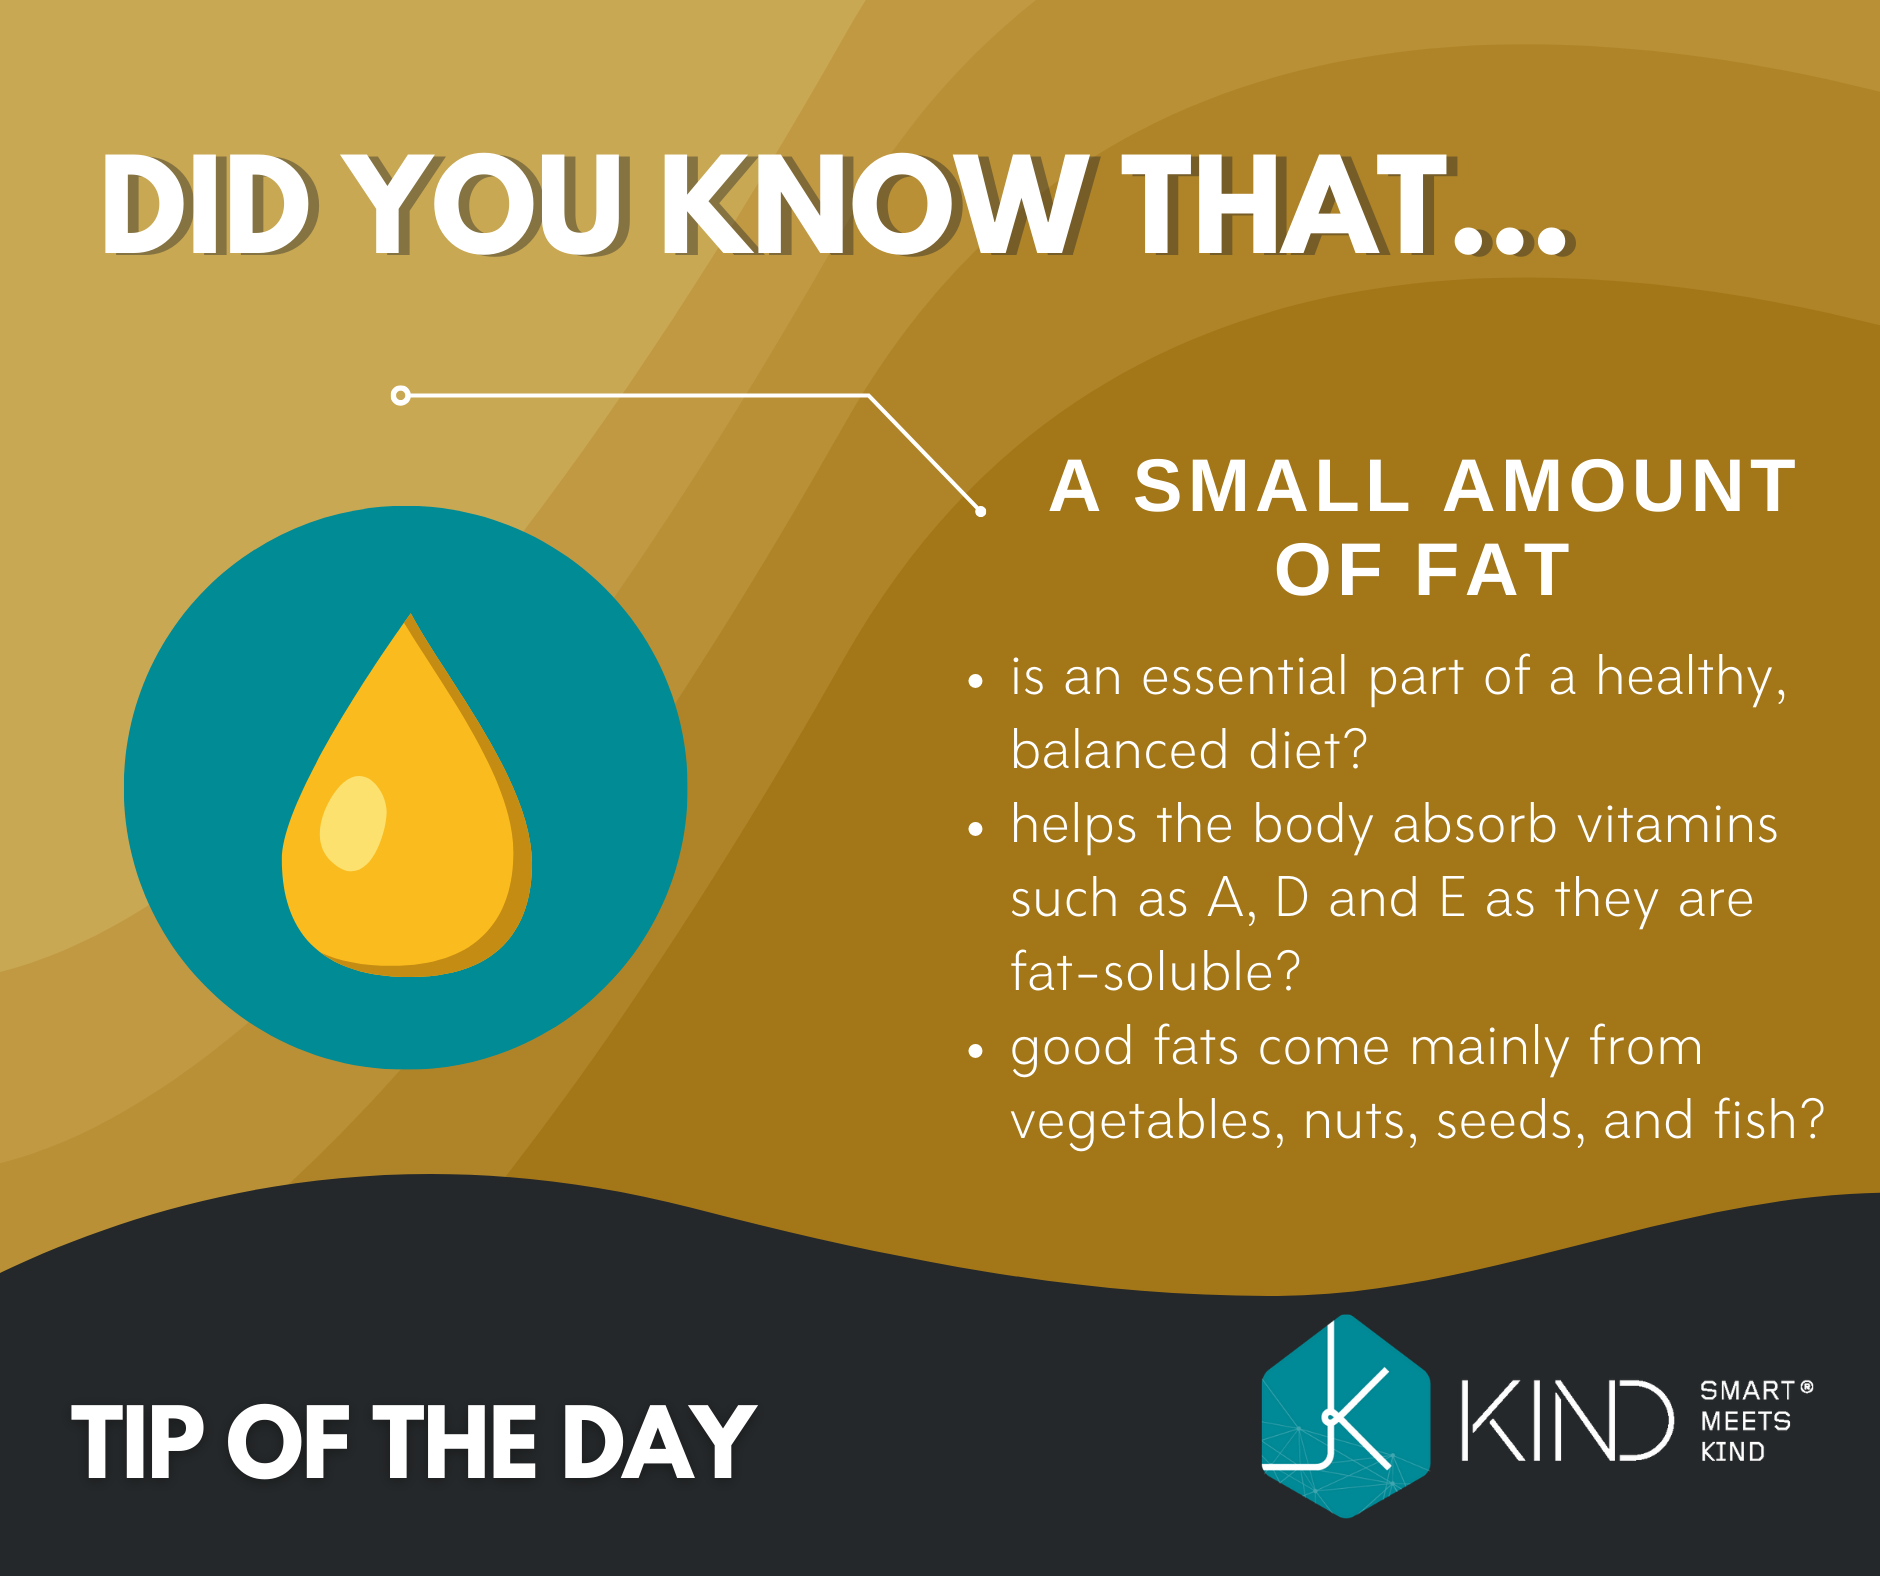 DID YOU KNOW THAT...
A SMALL AMOUNT
OF FAT
• is an essential part of a healthy,
balanced diet?
• helps the body absorb vitamins
such as A, D and E as they are
fat-soluble?
• good fats come mainly from
vegetables, nuts, seeds, and fish?
TIP OF THE DAY
K
KIND
SMART®
MEETS
KIND